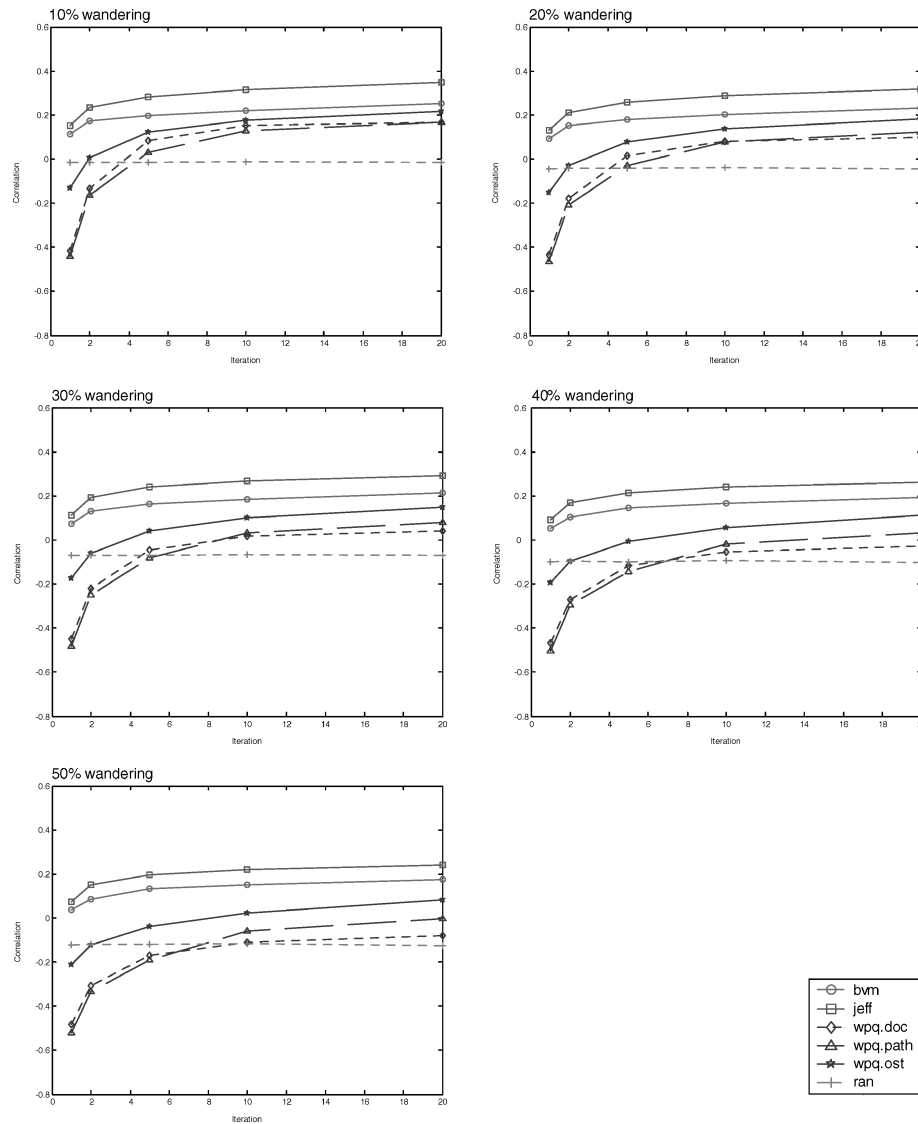 10% wandering
0.6
0.4
0.2
0
-0.2
-0.4
-0.6
-0.8
Correlation
0 2 4 6 8 10 12 14 16 18 20
Iteration
20% wandering
0.6
0.4
0.2
0
-0.2
-0.4
-0.6
-0.8
Correlation
0 2 4 6 8 10 12 14 16 18
Iteration
30% wandering
0.6
0.4
0.2
0
-0.2
-0.4
-0.6
-0.8
Correlation
0 2 4 6 8 10 12 14 16 18 20
Iteration
40% wandering
0.6
0.4
0.2
0
-0.2
-0.4
-0.6
-0.8
Correlation
0 2 4 6 8 10 12 14 16 18
Iteration
50% wandering
0.6
0.4
0.2
0
-0.2
-0.4
-0.6
-0.8
Correlation
0 2 4 6 8 10 12 14 16 18 20
Iteration
bvm
jeff
wpq.doc
wpq.path
wpq.ost
ran